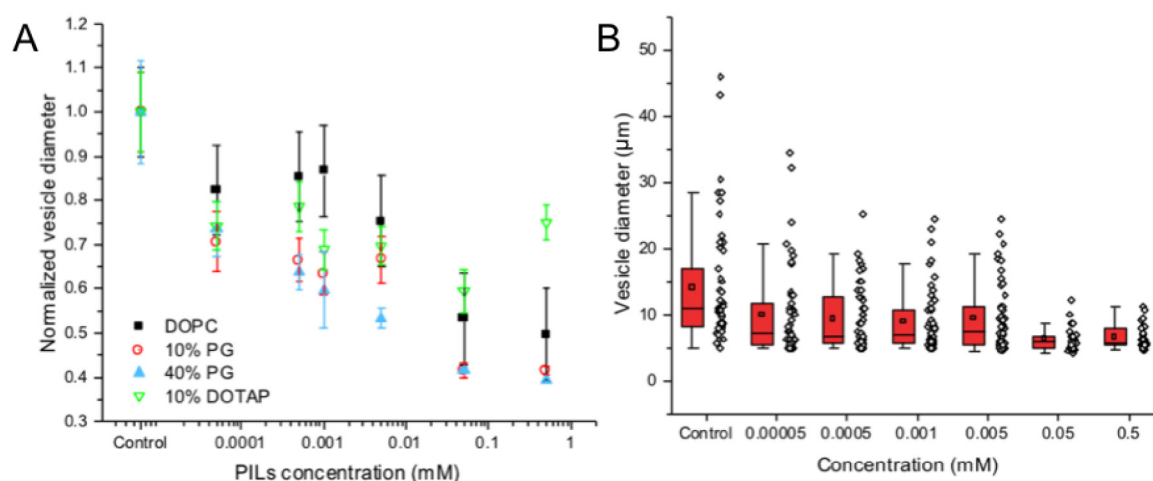 A
Normalized vesicle diameter
1.2
1.1
1.0
0.9
0.8
0.7
0.6
0.5
0.4
0.3
DOPC
10% PG
40% PG
10% DOTAP
Control 0.0001 0.001 0.01 0.1 1
PILs concentration (mM)
B
Vesicle diameter (μm)
50
40
30
20
10
0
Control 0.00005 0.0005 0.001 0.005 0.05 0.5
Concentration (mM)